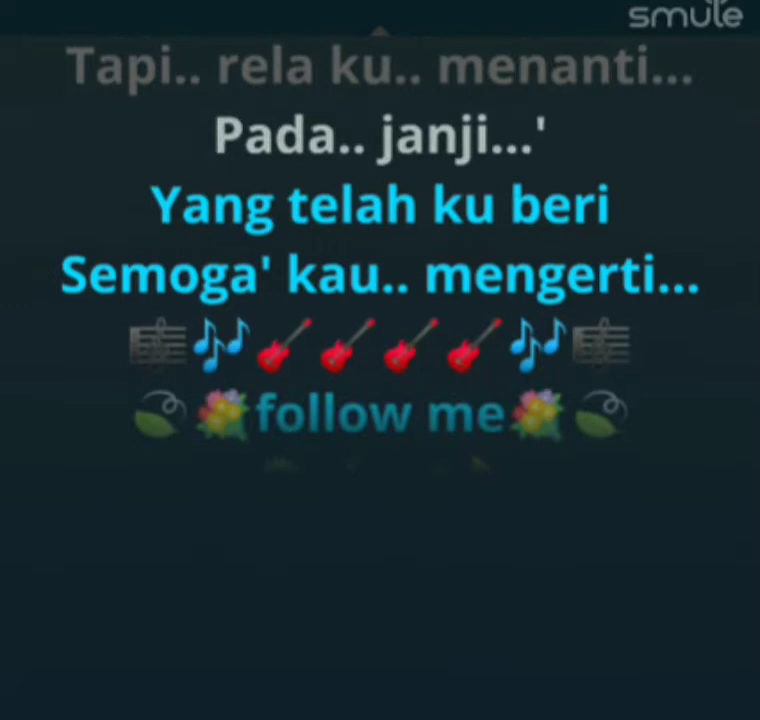 smule
Tapi.. rela ku.. menanti...
Pada.. janji...'
Yang telah ku beri
Semoga' kau.. mengerti...
🎼🎶🎸🎸🎸🎸🎶🎼
🍃💐follow me💐🍃